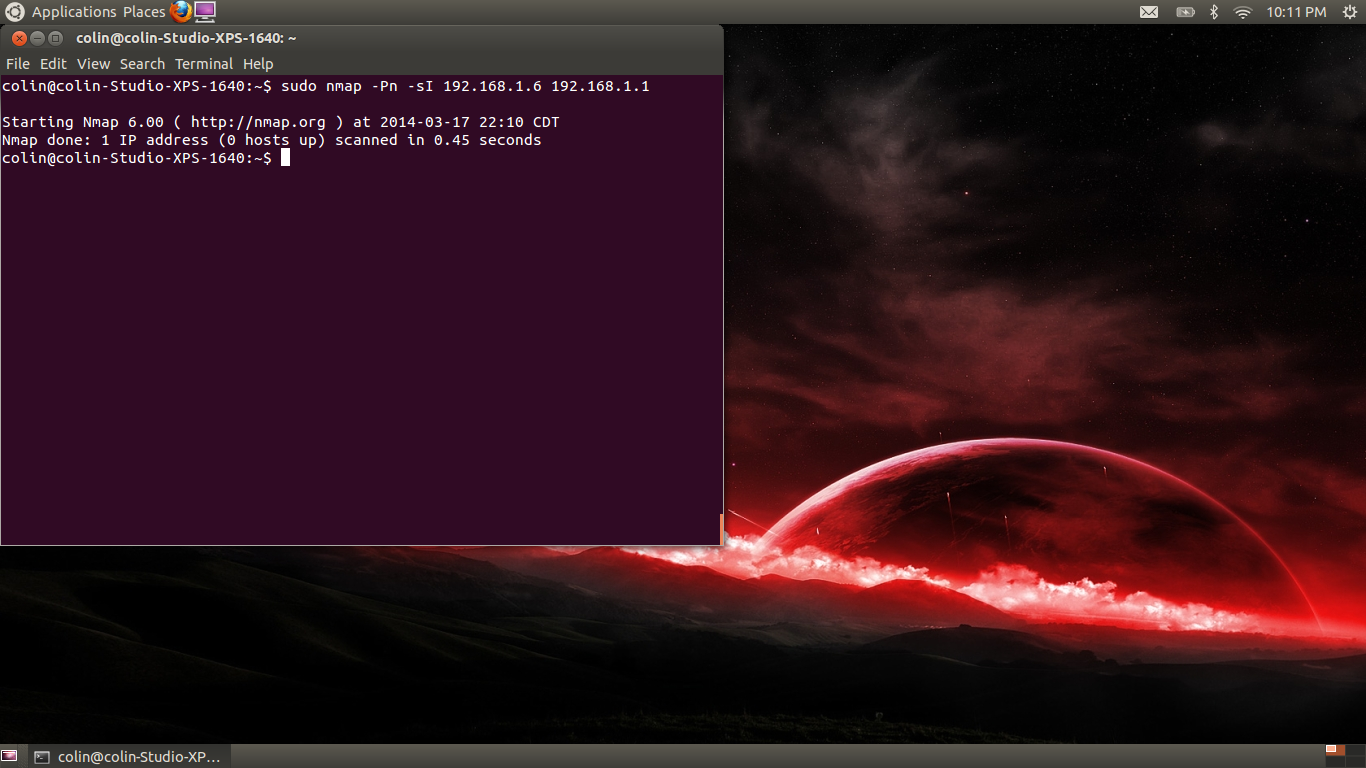 Applications Places 10:11 PM
colin@colin-Studio-XPS-1640: ~
File Edit View Search Terminal Help
colin@colin-Studio-XPS-1640:~$ sudo nmap -Pn -sI 192.168.1.6 192.168.1.1
Starting Nmap 6.00 ( http://nmap.org ) at 2014-03-17 22:10 CDT
Nmap done: 1 IP address (0 hosts up) scanned in 0.45 seconds
colin@colin-Studio-XPS-1640:~$
colin@colin-Studio-XP...